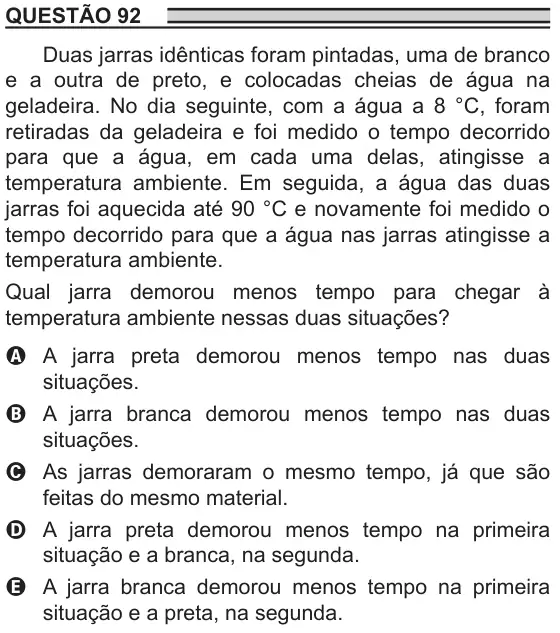 QUESTÃO 92
Duas jarras idênticas foram pintadas, uma de branco
e a outra de preto, e colocadas cheias de água na
geladeira. No dia seguinte, com a água a 8 °C, foram
retiradas da geladeira e foi medido o tempo decorrido
para que a água, em cada uma delas, atingisse a
temperatura ambiente. Em seguida, a água das duas
jarras foi aquecida até 90 °C e novamente foi medido o
tempo decorrido para que a água nas jarras atingisse a
temperatura ambiente.
Qual jarra demorou menos tempo para chegar à
temperatura ambiente nessas duas situações?
A A jarra preta demorou menos tempo nas duas
situações.
B A jarra branca demorou menos tempo nas duas
situações.
C As jarras demoraram o mesmo tempo, já que são
feitas do mesmo material.
D A jarra preta demorou menos tempo na primeira
situação e a branca, na segunda.
E A jarra branca demorou menos tempo na primeira
situação e a preta, na segunda.